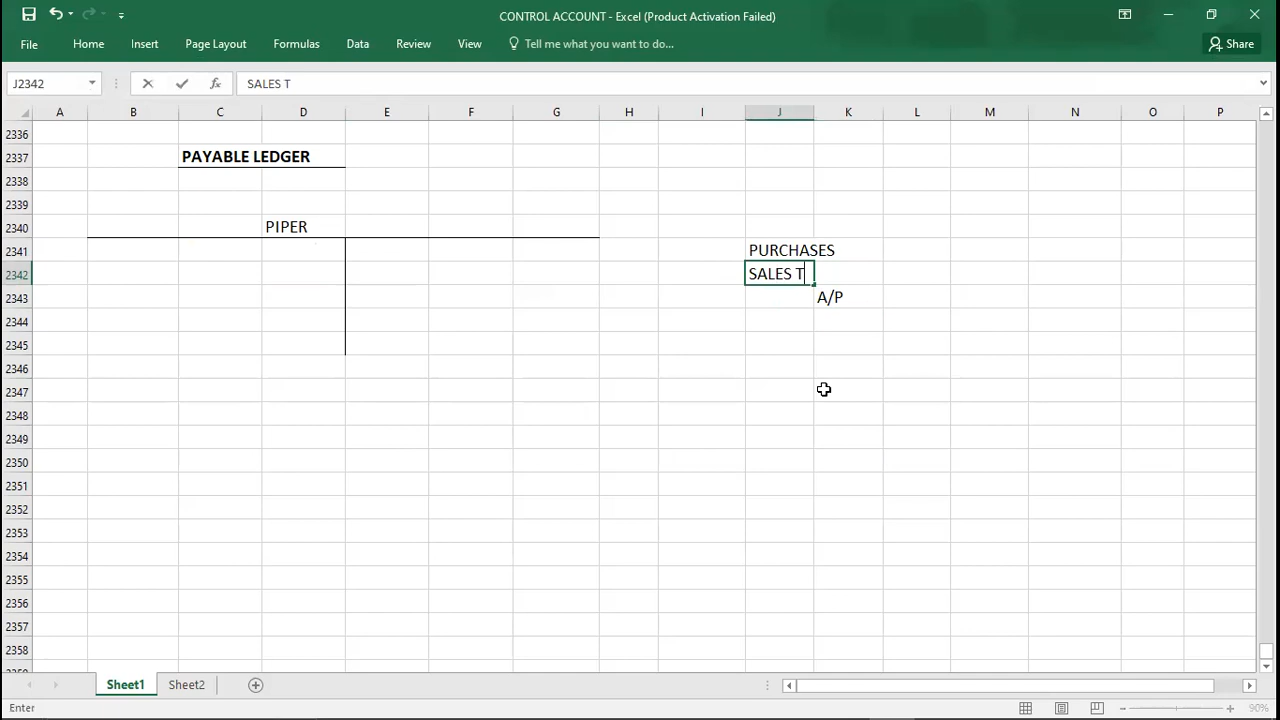 CONTROL ACCOUNT - Excel (Product Activation Failed)
File Home Insert Page Layout Formulas Data Review View Tell me what you want to do... Share
J2342 fx SALES T
A B C D E F G H I J K L M N O P
2336
2337 PAYABLE LEDGER
2338
2339
2340 PIPER
2341 PURCHASES
2342 SALES T
2343 A/P
2344
2345
2346
2347
2348
2349
2350
2351
2352
2353
2354
2355
2356
2357
2358
Sheet1 Sheet2
Enter 90%